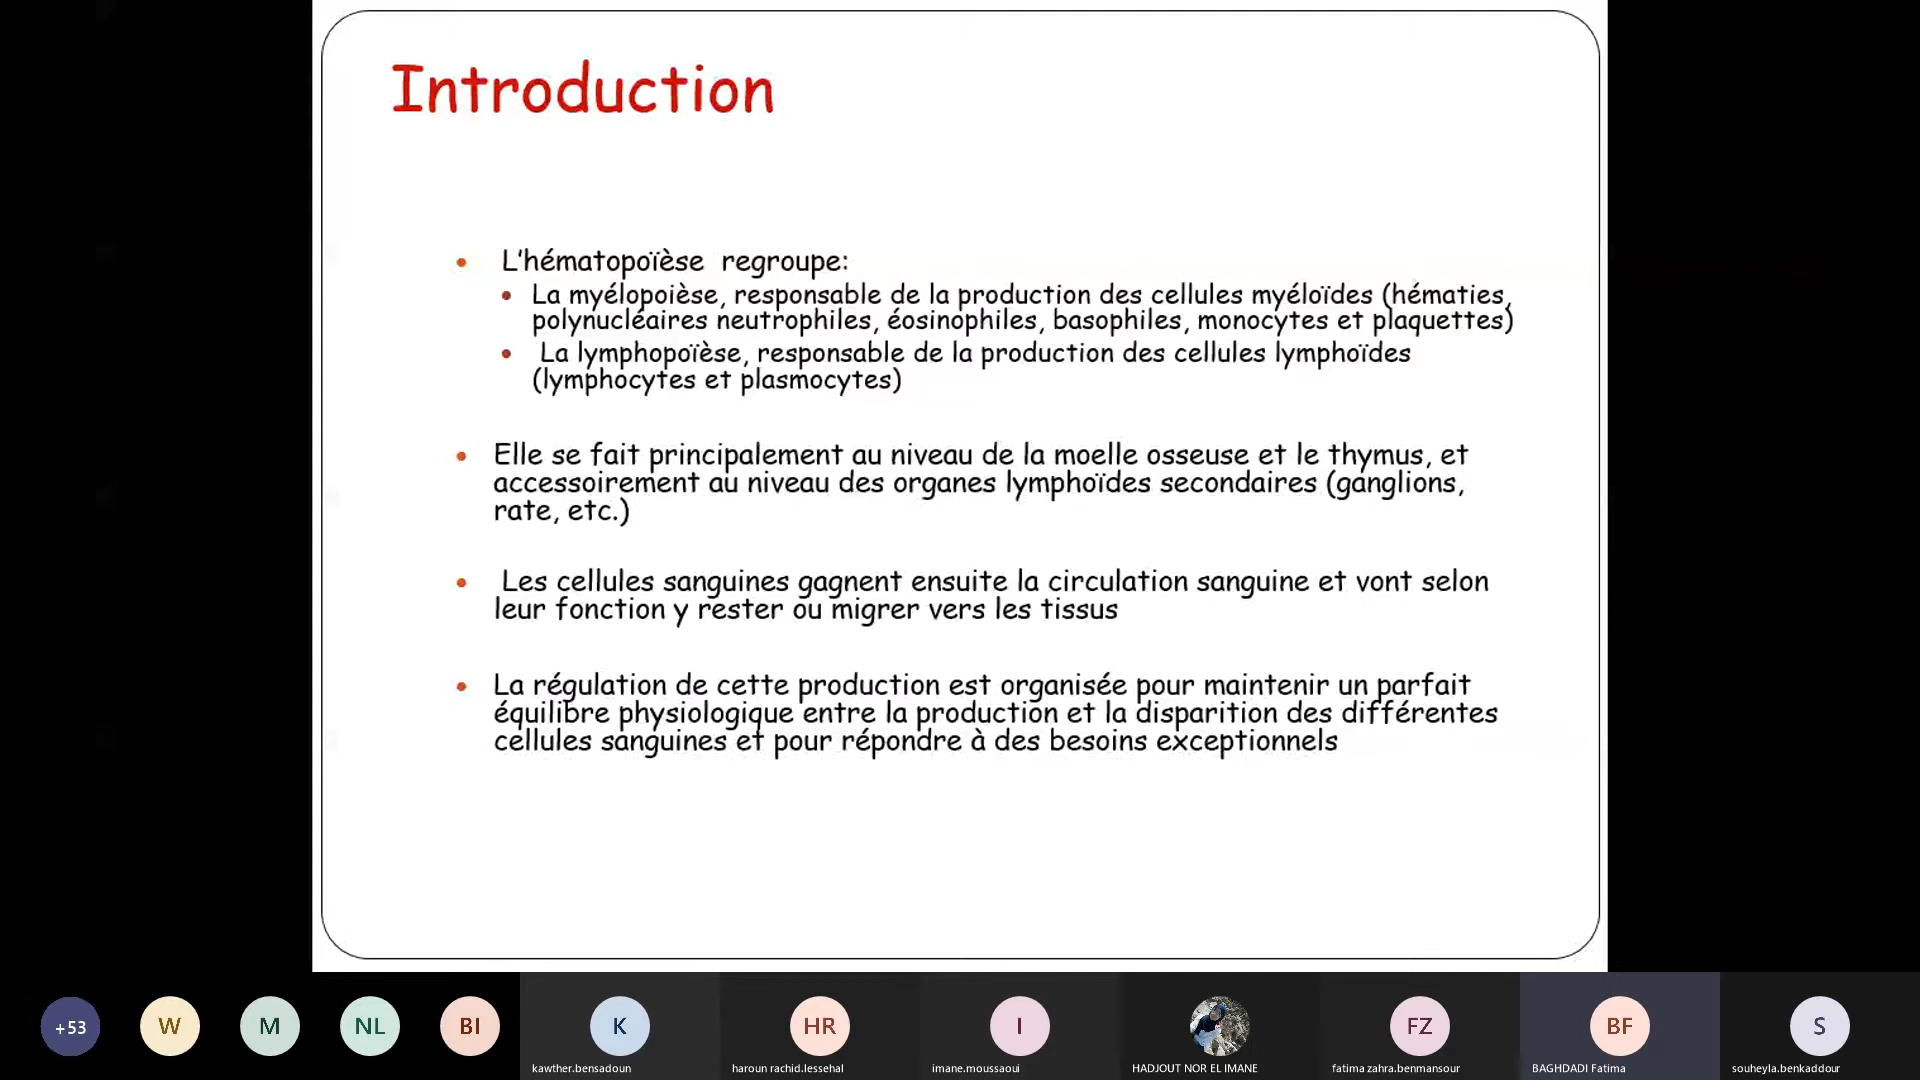 Introduction
L'hématopoïèse regroupe:
La myélopoièse, responsable de la production des cellules myéloïdes (hématies,
polynucléaires neutrophiles, éosinophiles, basophiles, monocytes et plaquettes)
La lymphopoïèse, responsable de la production des cellules lymphoïdes
(lymphocytes et plasmocytes)
Elle se fait principalement au niveau de la moelle osseuse et le thymus, et
accessoirement au niveau des organes lymphoïdes secondaires (ganglions,
rate, etc.)
Les cellules sanguines gagnent ensuite la circulation sanguine et vont selon
leur fonction y rester ou migrer vers les tissus
La régulation de cette production est organisée pour maintenir un parfait
équilibre physiologique entre la production et la disparition des différentes
cellules sanguines et pour répondre à des besoins exceptionnels
+53 W M NL BI K HR I FZ BF S
kawther.bensadoun haroun rachid.lessehal imane.moussaoui HADJOUT NOR EL IMANE fatima zahra.benmansour BAGHDADI Fatima souheyla.benkaddour